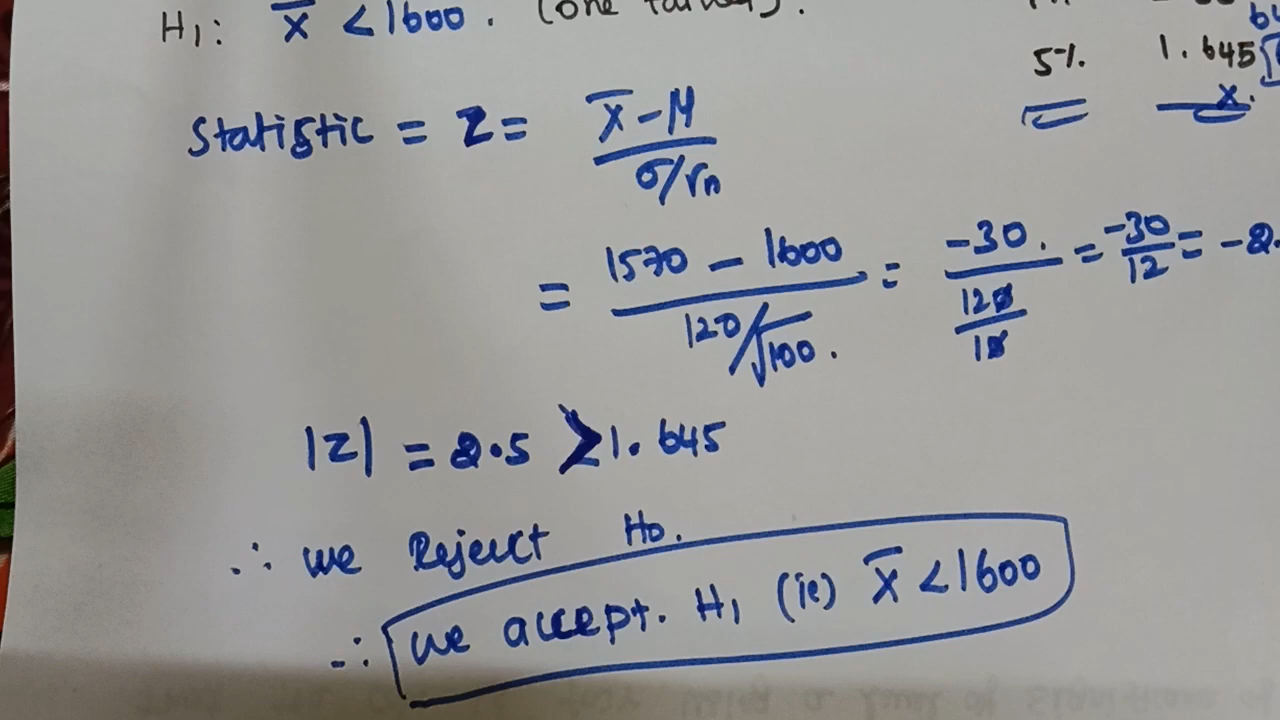 H₁: x̄ < 1600. (one tailed).
5%. 1.645
x.
Statistic = Z = x̄ - M / σ/√n
= 1570 - 1600 / 120/√100. = -30. / 120/10 = -30/12 = -2.
|Z| = 2.5 > 1.645
∴ we Reject Ho.
∴ we accept. H₁ (ie) x̄ < 1600